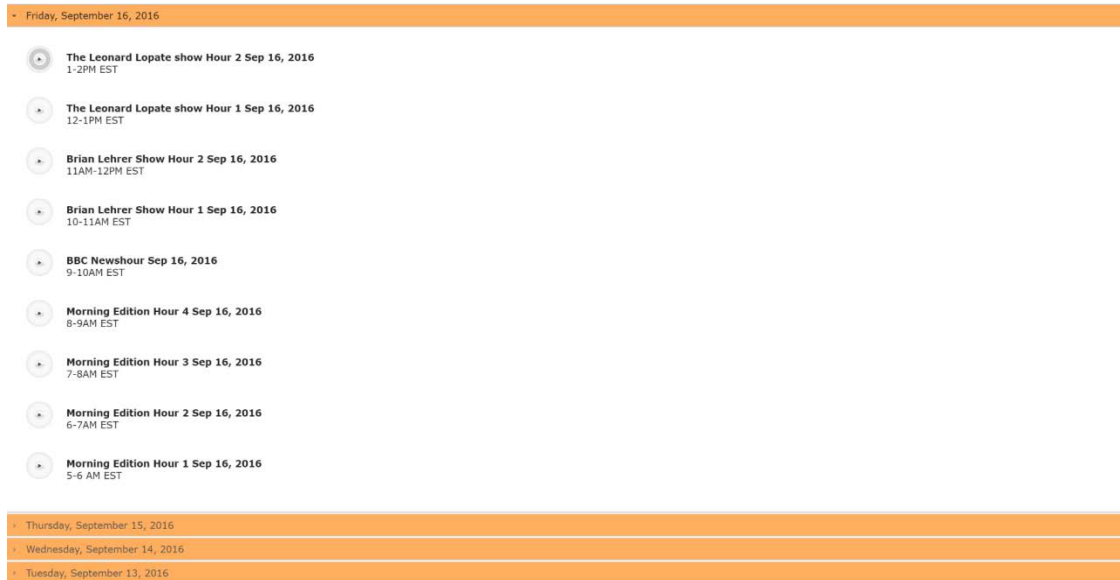 Friday, September 16, 2016
The Leonard Lopate show Hour 2 Sep 16, 2016
1-2PM EST
The Leonard Lopate show Hour 1 Sep 16, 2016
12-1PM EST
Brian Lehrer Show Hour 2 Sep 16, 2016
11AM-12PM EST
Brian Lehrer Show Hour 1 Sep 16, 2016
10-11AM EST
BBC Newshour Sep 16, 2016
9-10AM EST
Morning Edition Hour 4 Sep 16, 2016
8-9AM EST
Morning Edition Hour 3 Sep 16, 2016
7-8AM EST
Morning Edition Hour 2 Sep 16, 2016
6-7AM EST
Morning Edition Hour 1 Sep 16, 2016
5-6 AM EST
Thursday, September 15, 2016
Wednesday, September 14, 2016
Tuesday, September 13, 2016